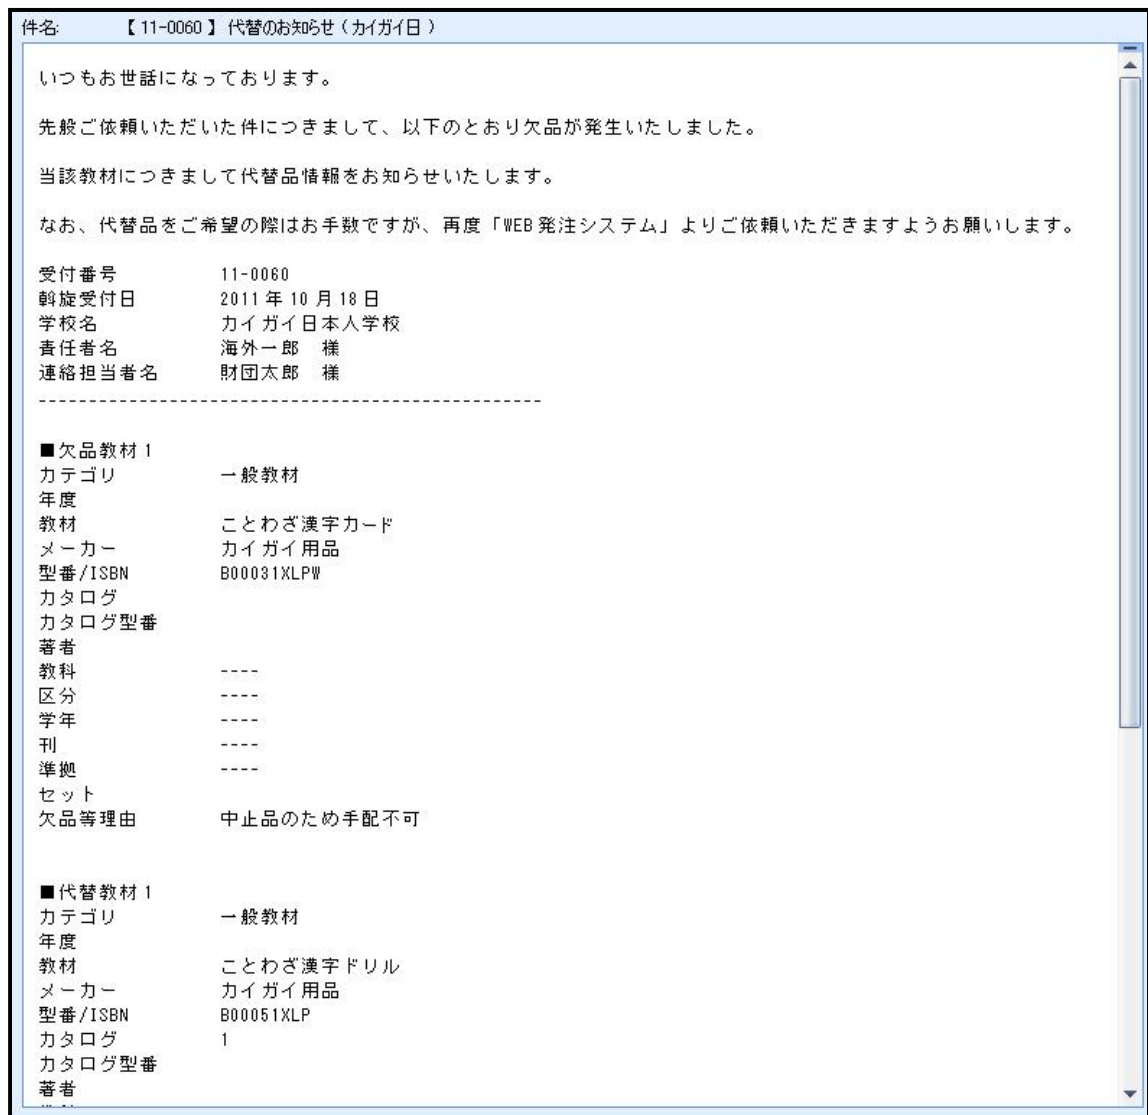 件名: 【11-0060】代替のお知らせ（カイガイ日）
いつもお世話になっております。
先般ご依頼いただいた件につきまして、以下のとおり欠品が発生いたしました。
当該教材につきまして代替品情報をお知らせいたします。
なお、代替品をご希望の際はお手数ですが、再度「WEB発注システム」よりご依頼いただきますようお願いします。
受付番号 11-0060
斡旋受付日 2011年10月18日
学校名 カイガイ日本人学校
責任者名 海外一郎 様
連絡担当者名 財団太郎 様
--------------------------------------------------
■欠品教材1
カテゴリ 一般教材
年度
教材 ことわざ漢字カード
メーカー カイガイ用品
型番/ISBN B00031XLPW
カタログ
カタログ型番
著者
教科 ----
区分 ----
学年 ----
刊 ----
準拠 ----
セット
欠品等理由 中止品のため手配不可
■代替教材1
カテゴリ 一般教材
年度
教材 ことわざ漢字ドリル
メーカー カイガイ用品
型番/ISBN B00051XLP
カタログ 1
カタログ型番
著者